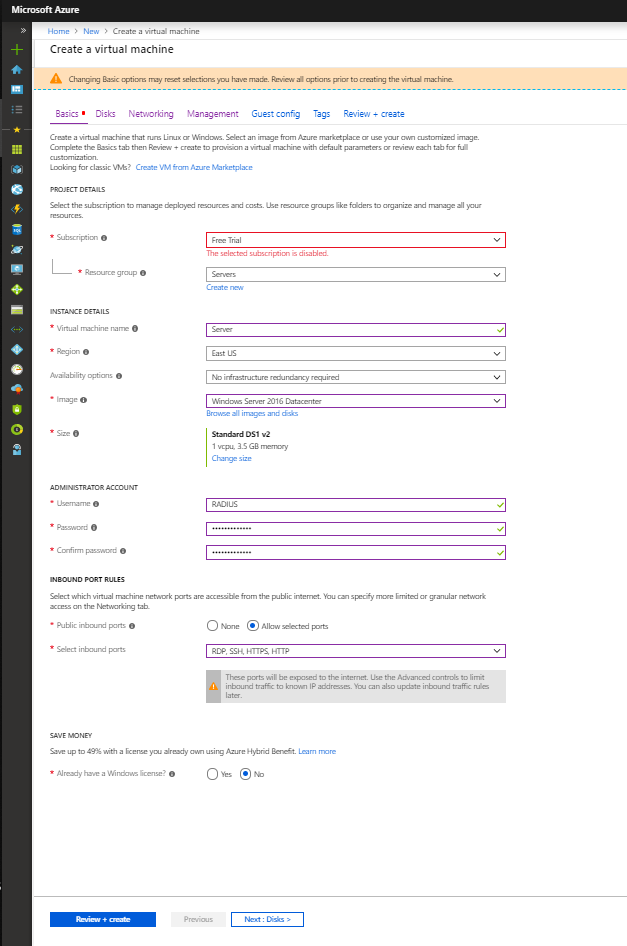 Microsoft Azure
»
Home > New > Create a virtual machine
Create a virtual machine
Changing Basic options may reset selections you have made. Review all options prior to creating the virtual machine.
Basics Disks Networking Management Guest config Tags Review + create
Create a virtual machine that runs Linux or Windows. Select an image from Azure marketplace or use your own customized image.
Complete the Basics tab then Review + create to provision a virtual machine with default parameters or review each tab for full
customization.
Looking for classic VMs? Create VM from Azure Marketplace
PROJECT DETAILS
Select the subscription to manage deployed resources and costs. Use resource groups like folders to organize and manage all your
resources.
* Subscription
Free Trial
The selected subscription is disabled.
* Resource group
Servers
Create new
INSTANCE DETAILS
* Virtual machine name
Server
* Region
East US
Availability options
No infrastructure redundancy required
* Image
Windows Server 2016 Datacenter
Browse all images and disks
* Size
Standard DS1 v2
1 vcpu, 3.5 GB memory
Change size
ADMINISTRATOR ACCOUNT
* Username
RADIUS
* Password
•••••••••••••
* Confirm password
•••••••••••••
INBOUND PORT RULES
Select which virtual machine network ports are accessible from the public internet. You can specify more limited or granular network
access on the Networking tab.
* Public inbound ports
None Allow selected ports
* Select inbound ports
RDP, SSH, HTTPS, HTTP
These ports will be exposed to the internet. Use the Advanced controls to limit
inbound traffic to known IP addresses. You can also update inbound traffic rules
later.
SAVE MONEY
Save up to 49% with a license you already own using Azure Hybrid Benefit. Learn more
* Already have a Windows license?
Yes No
Review + create Previous Next : Disks >